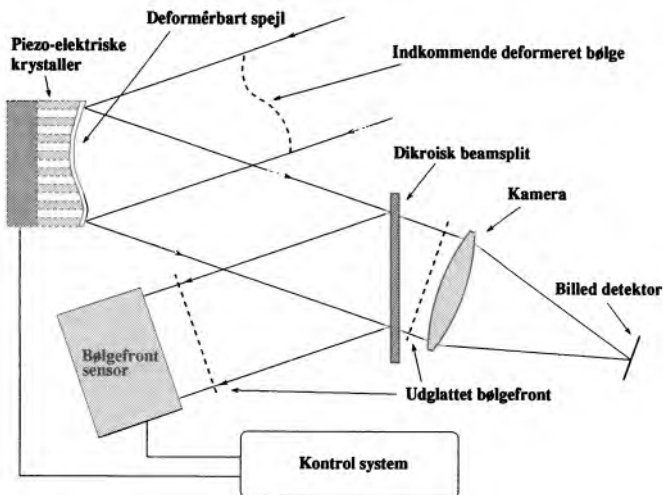 Deformérbart spejl
Piezo-elektriske
krystaller
Indkommende deformeret bølge
Dikroisk beamsplit
Kamera
Billed detektor
Bølgefront
sensor
Udglattet bølgefront
Kontrol system